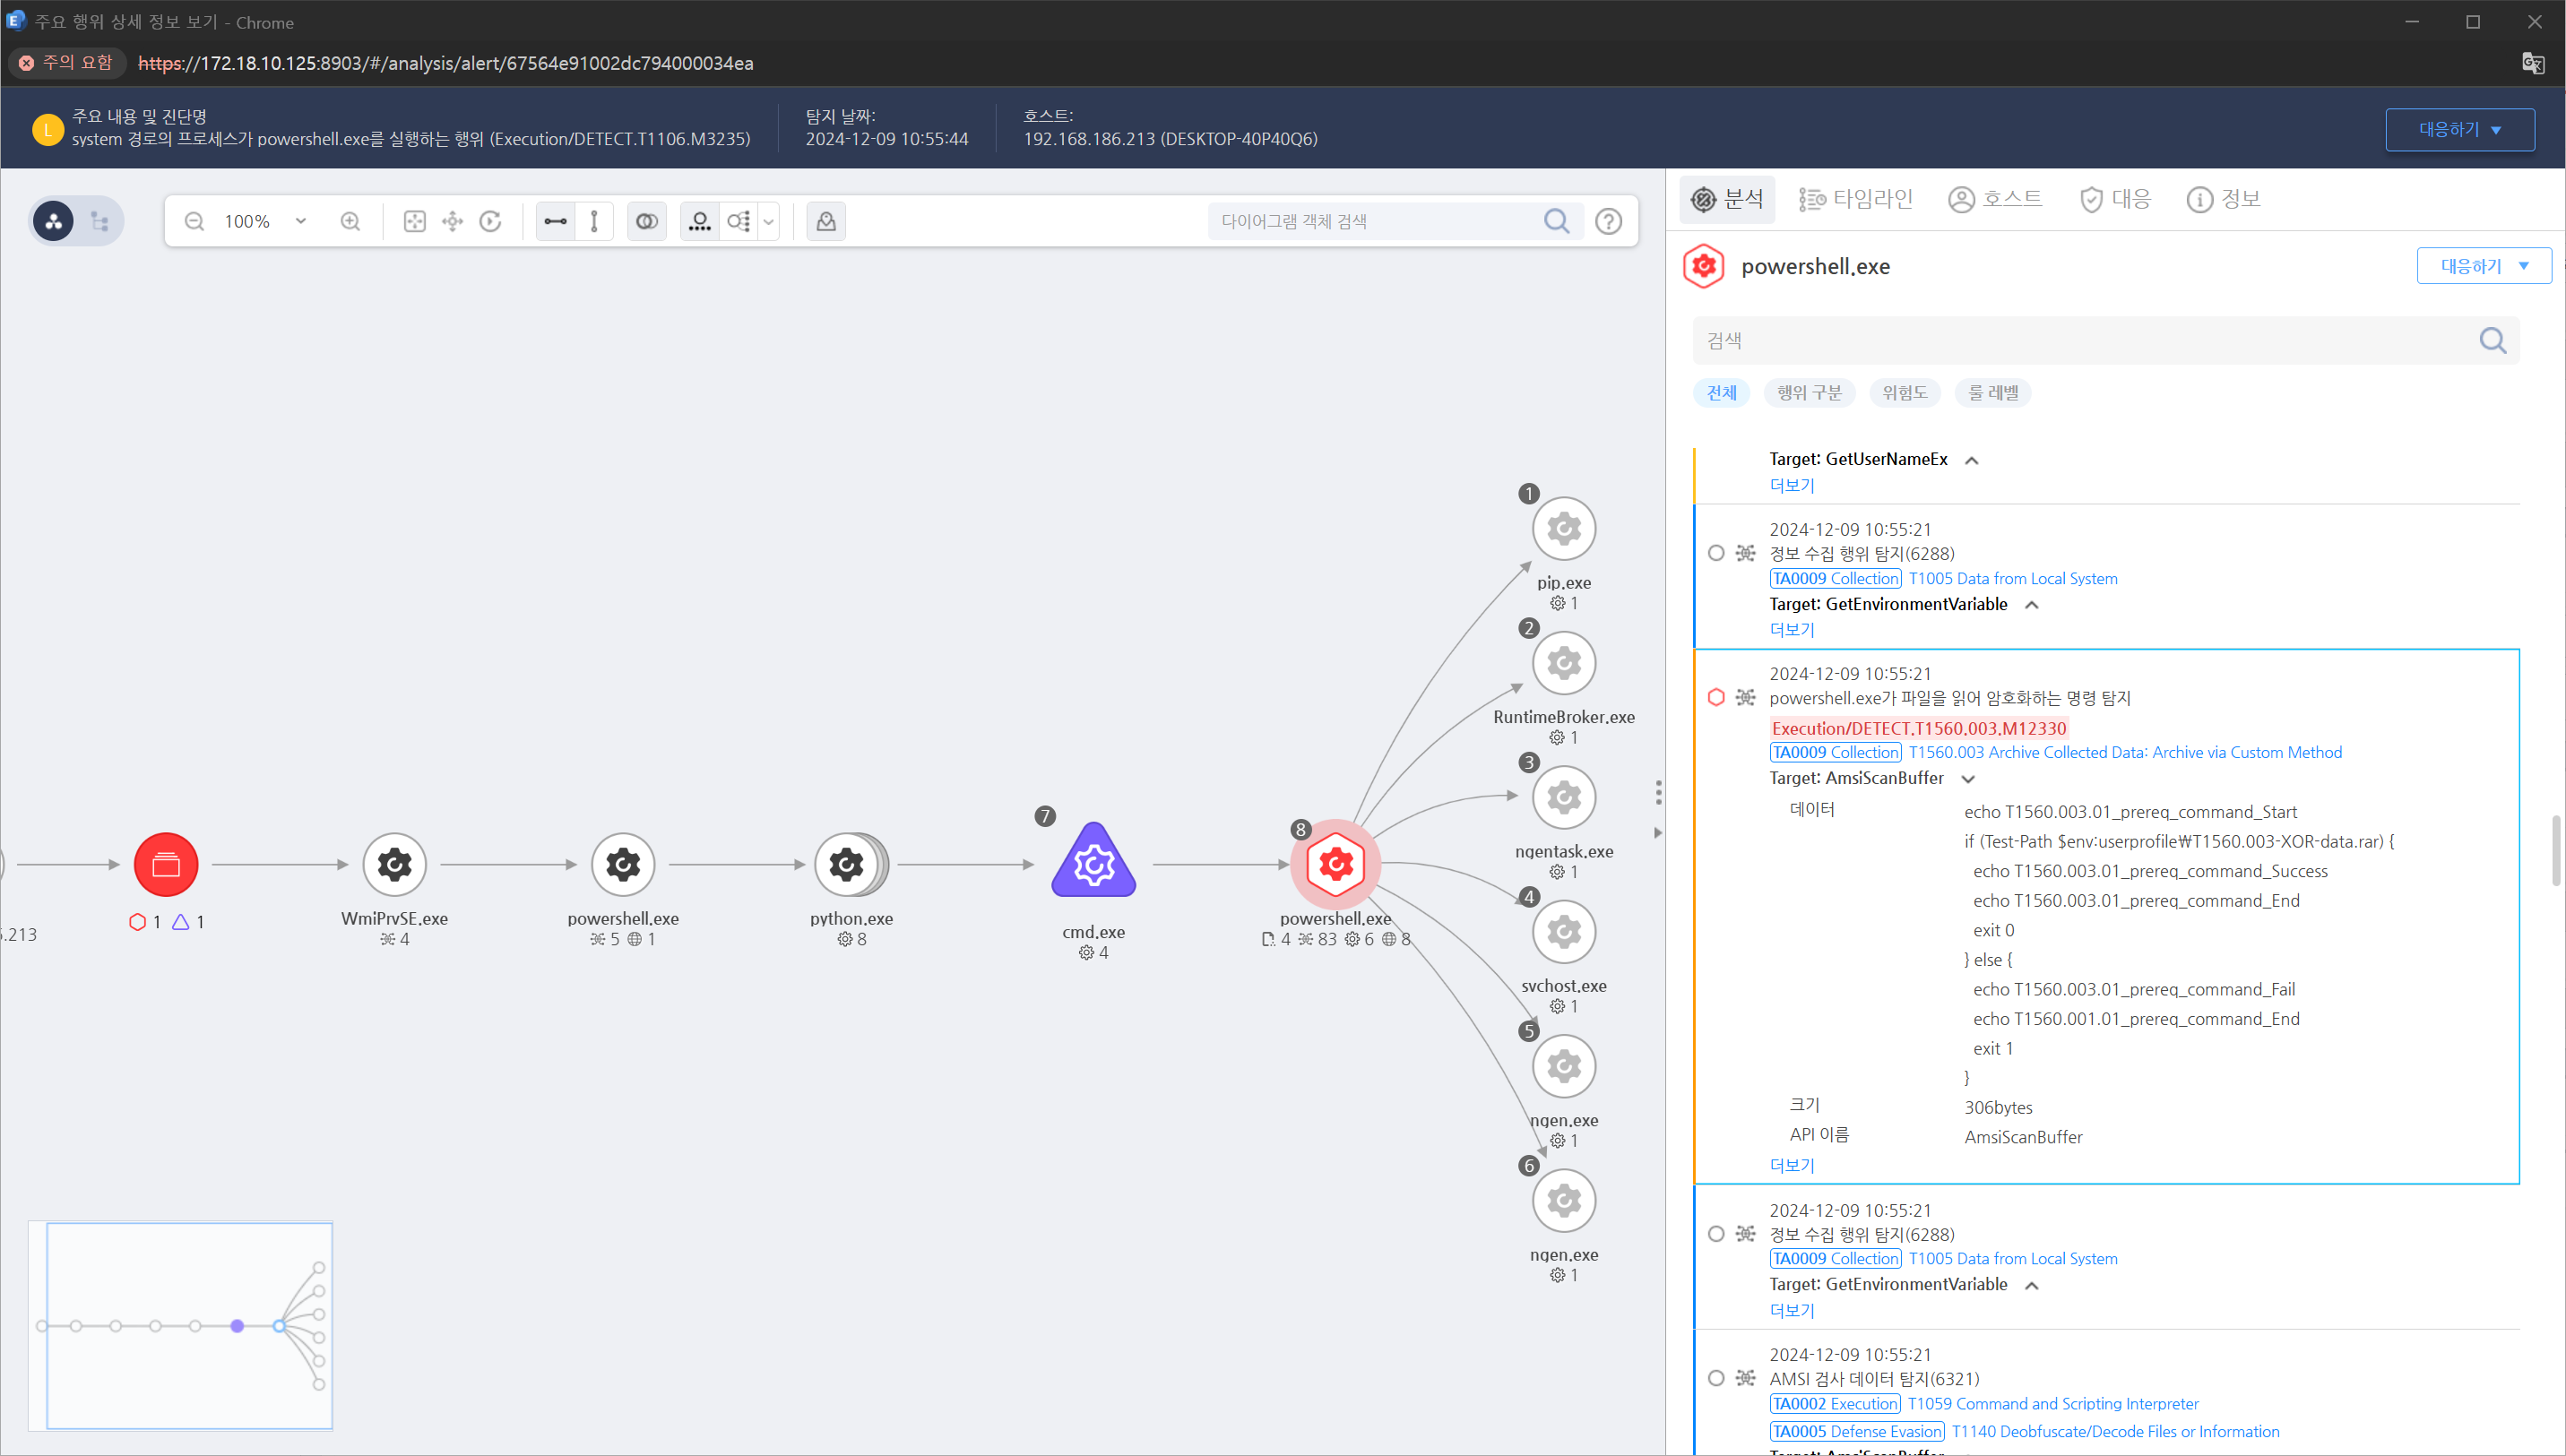 주요 행위 상세 정보 보기 - Chrome
주의 요함 https://172.18.10.125:8903/#/analysis/alert/67564e91002dc794000034ea
L
주요 내용 및 진단명
system 경로의 프로세스가 powershell.exe를 실행하는 행위 (Execution/DETECT.T1106.M3235)
탐지 날짜:
2024-12-09 10:55:44
호스트:
192.168.186.213 (DESKTOP-40P40Q6)
대응하기
100%
다이어그램 객체 검색
.213
1 1
WmiPrvSE.exe
4
powershell.exe
5 1
python.exe
8
7
cmd.exe
4
8
powershell.exe
4 83 6 8
1
pip.exe
1
2
RuntimeBroker.exe
1
3
ngentask.exe
1
4
svchost.exe
1
5
ngen.exe
1
6
ngen.exe
1
분석 타임라인 호스트 대응 정보
powershell.exe
대응하기
검색
전체 행위 구분 위험도 룰 레벨
Target: GetUserNameEx
더보기
2024-12-09 10:55:21
정보 수집 행위 탐지(6288)
TA0009 Collection T1005 Data from Local System
Target: GetEnvironmentVariable
더보기
2024-12-09 10:55:21
powershell.exe가 파일을 읽어 암호화하는 명령 탐지
Execution/DETECT.T1560.003.M12330
TA0009 Collection T1560.003 Archive Collected Data: Archive via Custom Method
Target: AmsiScanBuffer
데이터
echo T1560.003.01_prereq_command_Start
if (Test-Path $env:userprofile₩T1560.003-XOR-data.rar) {
echo T1560.003.01_prereq_command_Success
echo T1560.003.01_prereq_command_End
exit 0
} else {
echo T1560.003.01_prereq_command_Fail
echo T1560.001.01_prereq_command_End
exit 1
}
크기 306bytes
API 이름 AmsiScanBuffer
더보기
2024-12-09 10:55:21
정보 수집 행위 탐지(6288)
TA0009 Collection T1005 Data from Local System
Target: GetEnvironmentVariable
더보기
2024-12-09 10:55:21
AMSI 검사 데이터 탐지(6321)
TA0002 Execution T1059 Command and Scripting Interpreter
TA0005 Defense Evasion T1140 Deobfuscate/Decode Files or Information